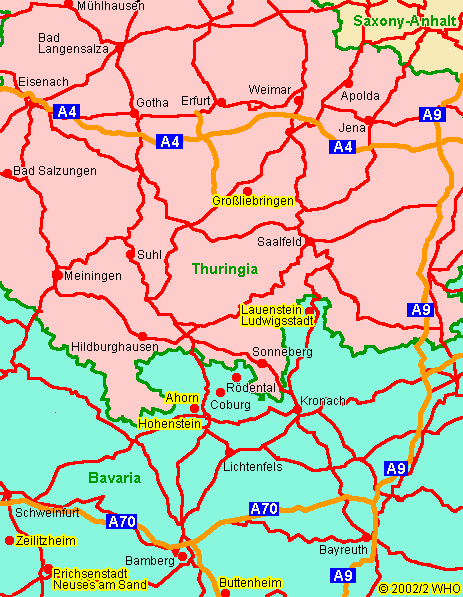 Mühlhausen
Saxony-Anhalt
Bad
Langensalza
Eisenach
Gotha
Erfurt
Weimar
Apolda
A4
A9
Jena
A4
A4
Bad Salzungen
Großliebringen
Saalfeld
Suhl
Thuringia
Meiningen
Lauenstein
Ludwigsstadt
A9
Hildburghausen
Sonneberg
Rödental
Ahorn
Coburg
Kronach
Hohenstein
Lichtenfels
A9
Bavaria
Schweinfurt
A70
A70
Zeilitzheim
Bayreuth
Bamberg
Prichsenstadt
Neuses am Sand
A9
Buttenheim
© 2002/2 WHO